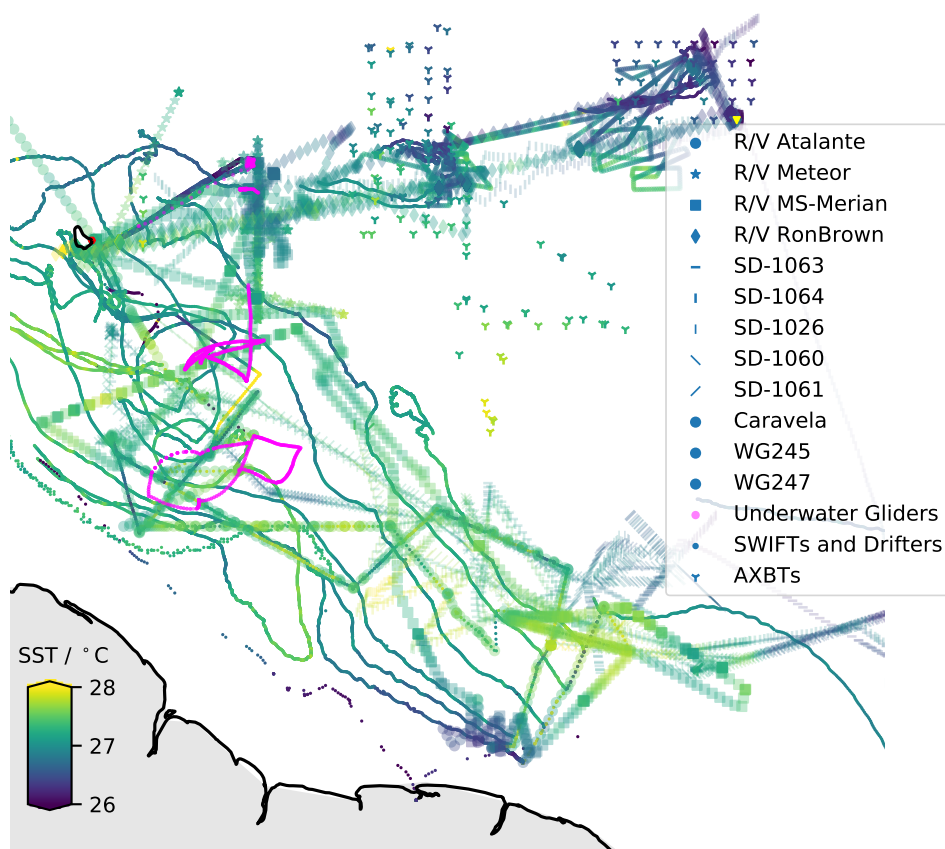 R/V Atalante
R/V Meteor
R/V MS-Merian
R/V RonBrown
SD-1063
SD-1064
SD-1026
SD-1060
SD-1061
Caravela
WG245
WG247
Underwater Gliders
SWIFTs and Drifters
AXBTs
SST / °C
28
27
26